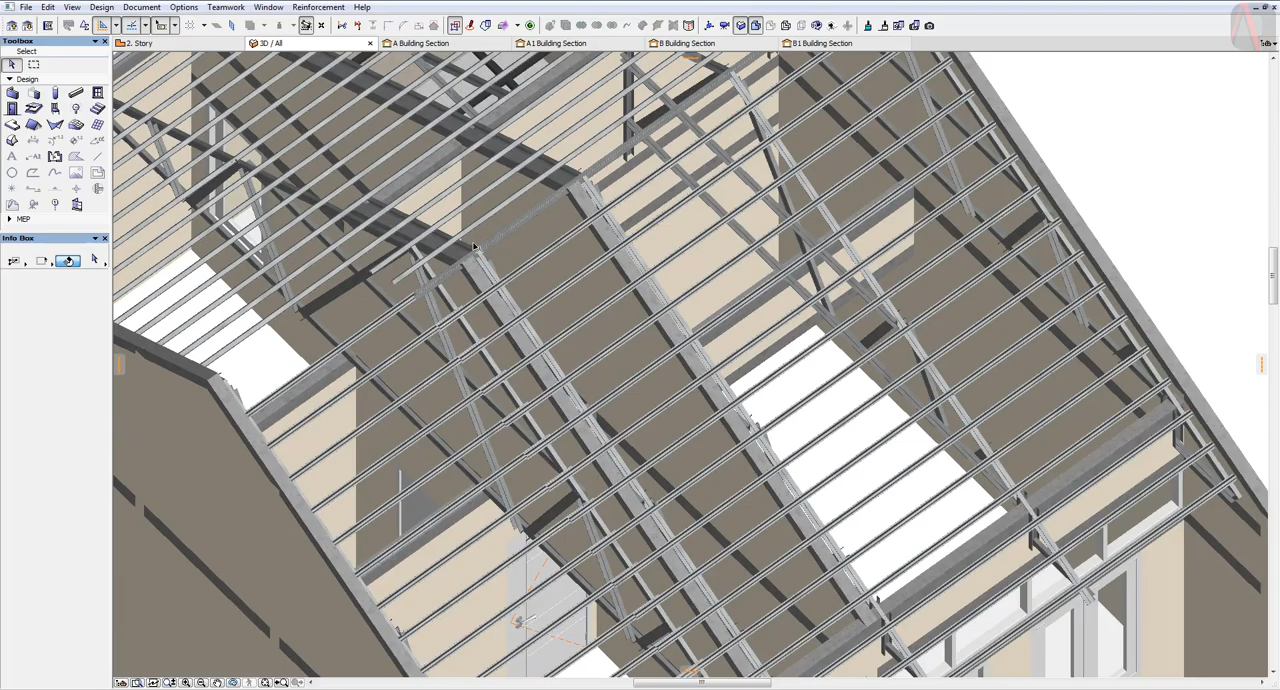 File Edit View Design Document Options Teamwork Window Reinforcement Help
Toolbox
2. Story
3D / All
A Building Section
A1 Building Section
B Building Section
B1 Building Section
Select
Design
MEP
Info Box